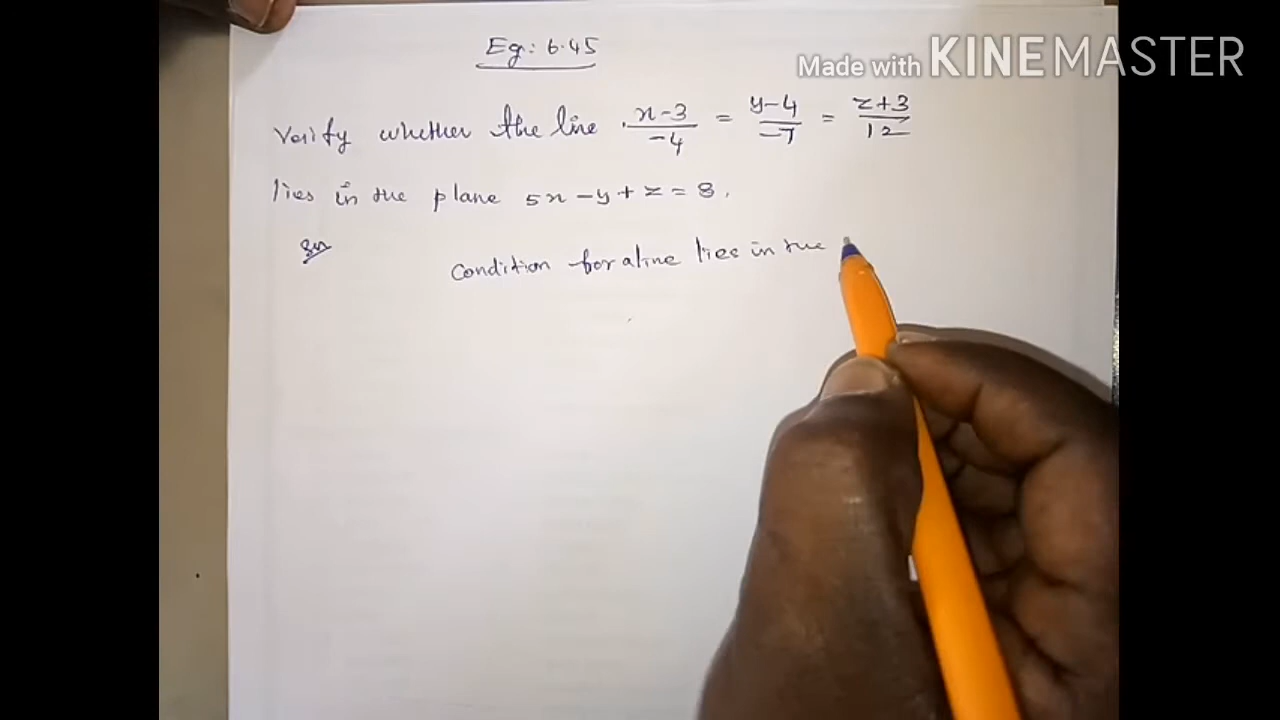 Eg: 6.45
Made with KINEMASTER
Verify whether the line x-3/-4 = y-4/-7 = z+3/12
lies in the plane 5x-y+z=8.
Sn
Condition for a line lies in the